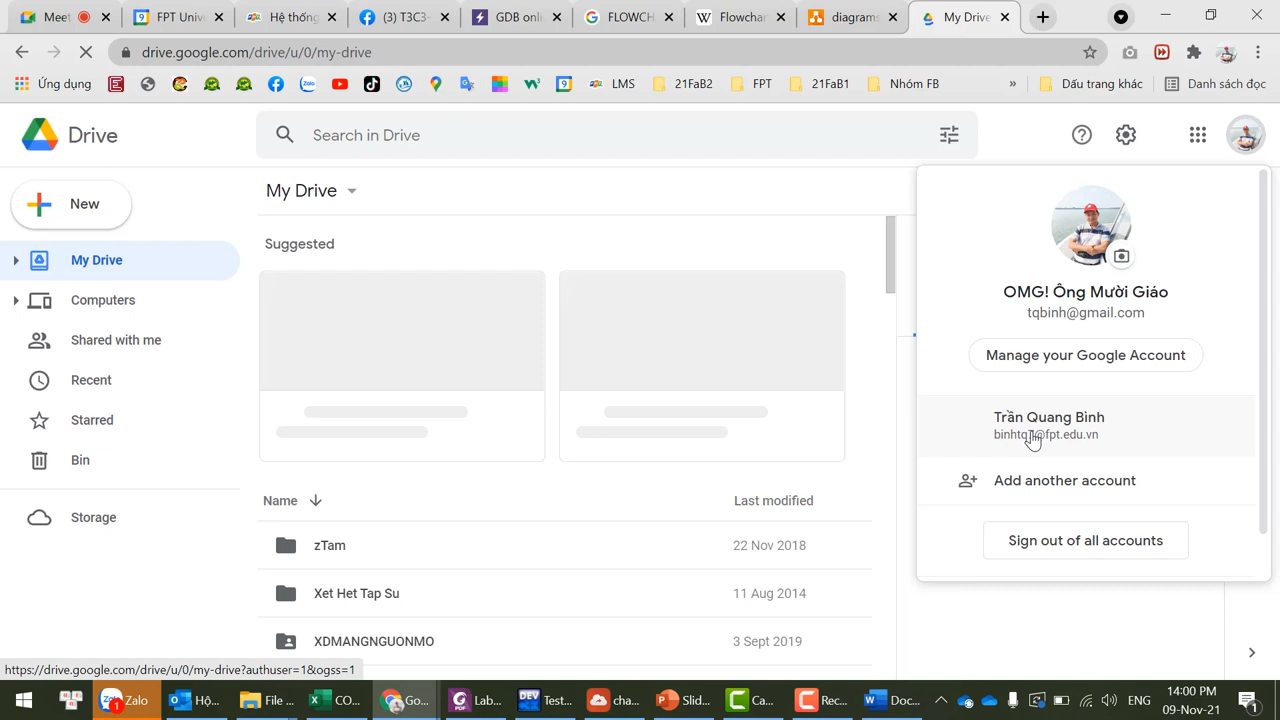 Meet
FPT Univ
Hệ thống
(3) T3C3-
GDB onli
FLOWCH
Flowchar
diagrams
My Drive
drive.google.com/drive/u/0/my-drive
Ứng dụng
LMS
21FaB2
FPT
21FaB1
Nhóm FB
»
Dấu trang khác
Danh sách đọc
Drive
Search in Drive
New
My Drive
Computers
Shared with me
Recent
Starred
Bin
Storage
My Drive
Suggested
Name
Last modified
zTam
22 Nov 2018
Xet Het Tap Su
11 Aug 2014
XDMANGNGUONMO
3 Sept 2019
OMG! Ông Mười Giáo
tqbinh@gmail.com
Manage your Google Account
Trần Quang Bình
@fpt.edu.vn
Add another account
Sign out of all accounts
https://drive.google.com/drive/u/0/my-drive?authuser=1&ogss=1
Zalo
1
Hộ...
File ...
CO...
Go...
Lab...
DEV
Test...
cha...
Slid...
Ca...
Rec...
Doc...
ENG
14:00 PM
09-Nov-21
1